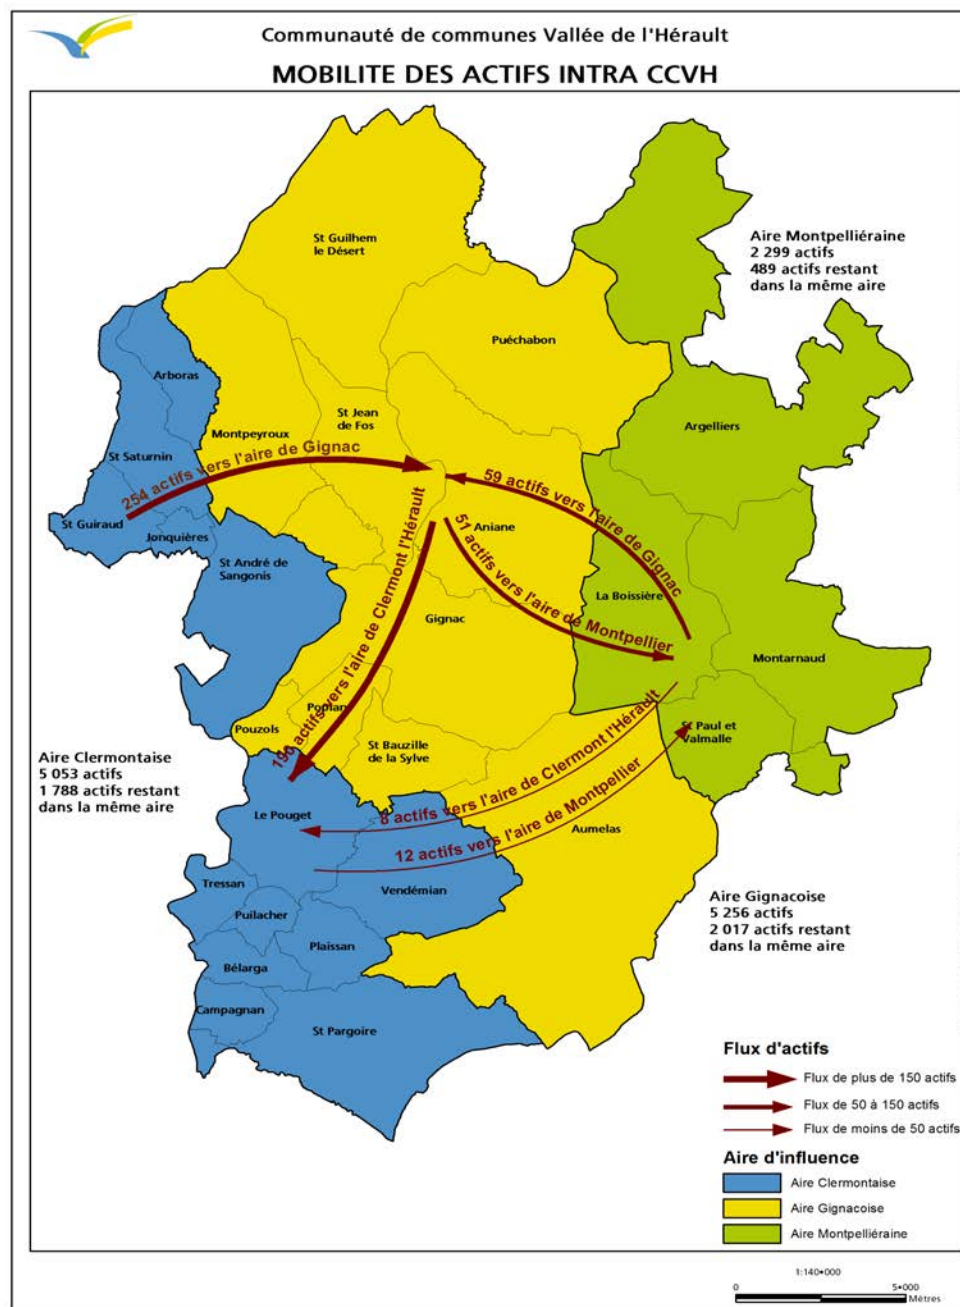 Communauté de communes Vallée de l'Hérault
MOBILITE DES ACTIFS INTRA CCVH
St Guilhem
le Désert
Aire Montpelliéraine
2 299 actifs
489 actifs restant
dans la même aire
Puéchabon
Arboras
St Jean
de Fos
Montpeyroux
Argelliers
St Saturnin
254 actifs vers l'aire de Gignac
59 actifs vers l'aire de Gignac
St Guiraud
Jonquières
Aniane
51 actifs vers l'aire de Montpellier
St André de
Sangonis
La Boissière
190 actifs vers l'aire de Clermont l'Hérault
Gignac
Montarnaud
Pouzols
St Paul et
Valmalle
St Bauzille
de la Sylve
Aire Clermontaise
5 053 actifs
1 788 actifs restant
dans la même aire
8 actifs vers l'aire de Clermont l'Hérault
Le Pouget
12 actifs vers l'aire de Montpellier
Aumelas
Tressan
Vendémian
Aire Gignacoise
5 256 actifs
2 017 actifs restant
dans la même aire
Puilacher
Plaissan
Bélarga
Campagnan
St Pargoire
Flux d'actifs
Flux de plus de 150 actifs
Flux de 50 à 150 actifs
Flux de moins de 50 actifs
Aire d'influence
Aire Clermontaise
Aire Gignacoise
Aire Montpelliéraine
1:140•000
0 5•000
Mètres